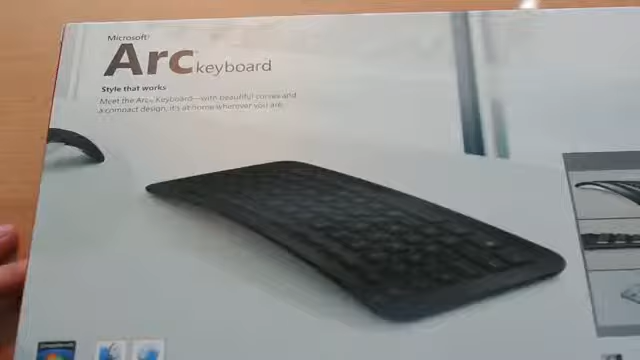 Microsoft®
Arc™ keyboard
Style that works
Meet the Arc Keyboard—with beautiful curves and
a compact design, it's at home wherever you are.